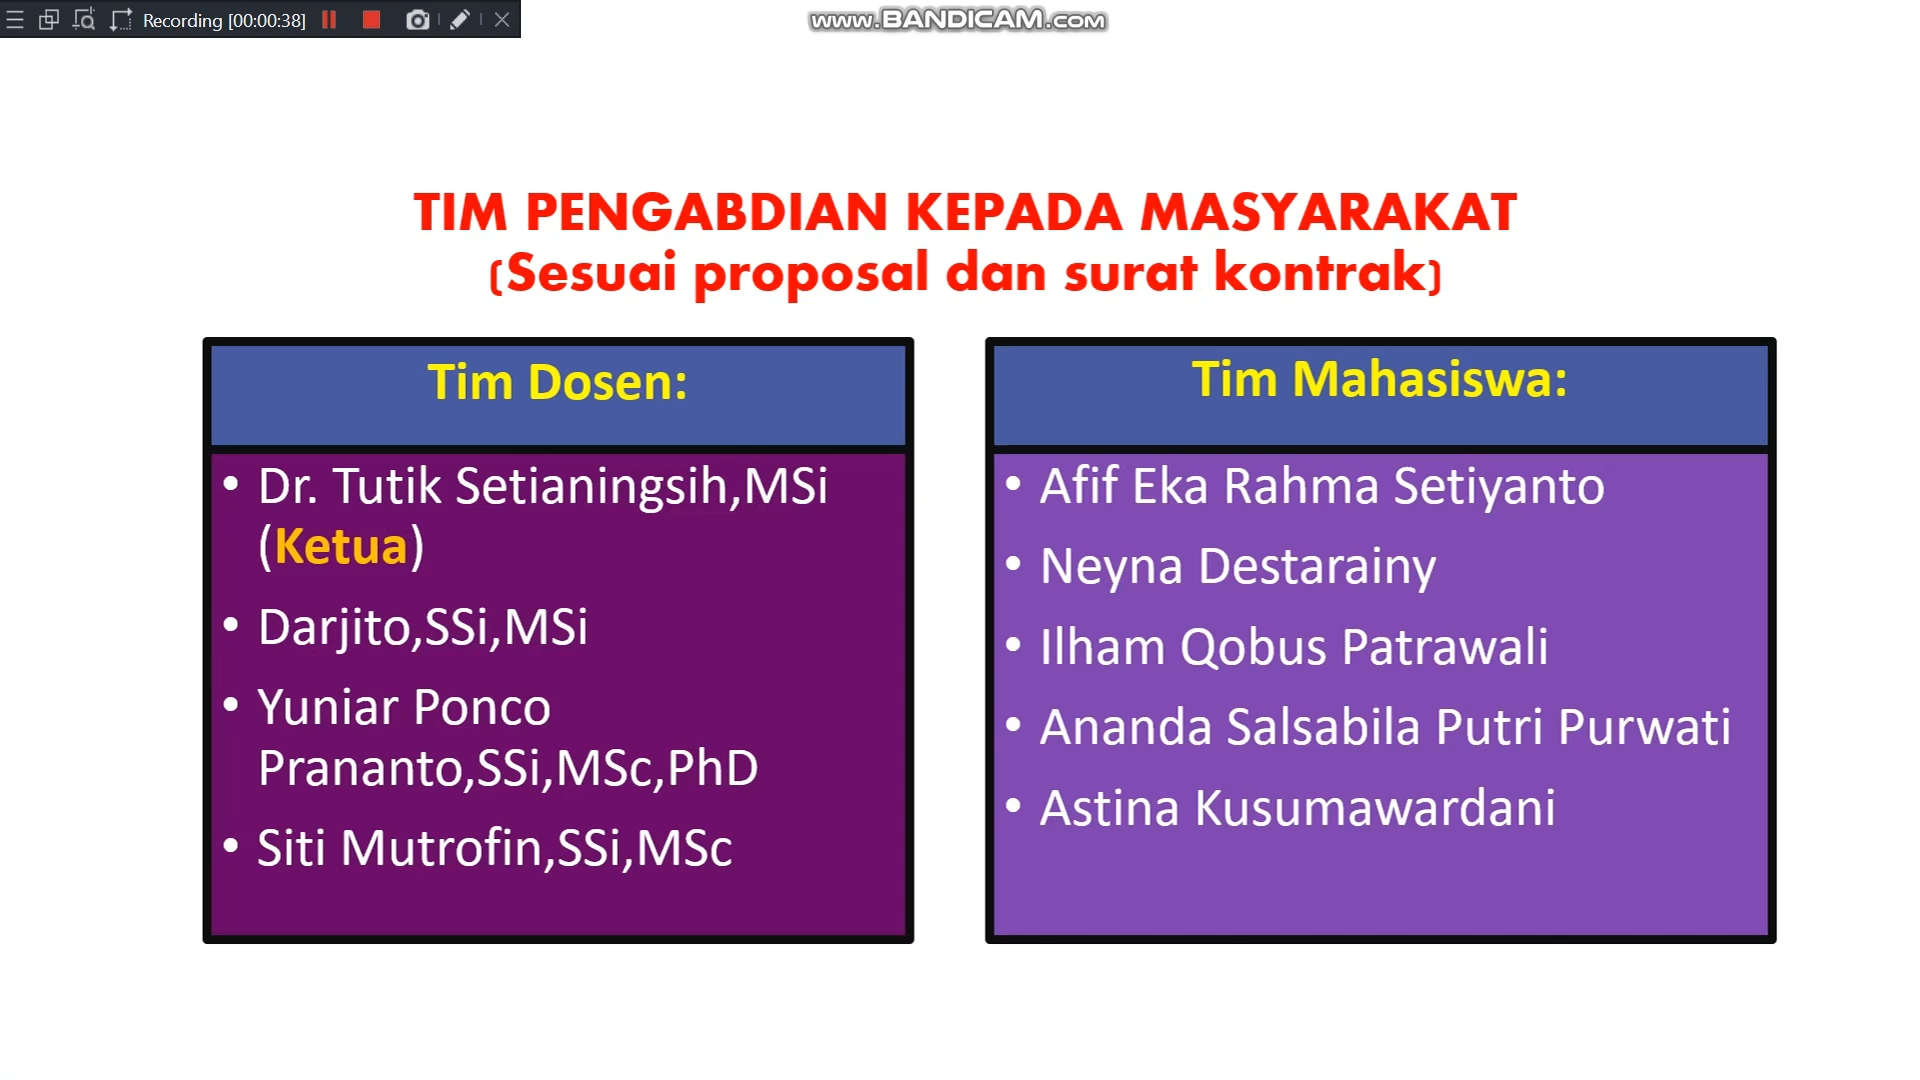 Recording [00:00:38]
www.BANDICAM.com
TIM PENGABDIAN KEPADA MASYARAKAT
(Sesuai proposal dan surat kontrak)
Tim Dosen:
• Dr. Tutik Setianingsih,MSi
(Ketua)
• Darjito,SSi,MSi
• Yuniar Ponco
Prananto,SSi,MSc,PhD
• Siti Mutrofin,SSi,MSc
Tim Mahasiswa:
• Afif Eka Rahma Setiyanto
• Neyna Destarainy
• Ilham Qobus Patrawali
• Ananda Salsabila Putri Purwati
• Astina Kusumawardani